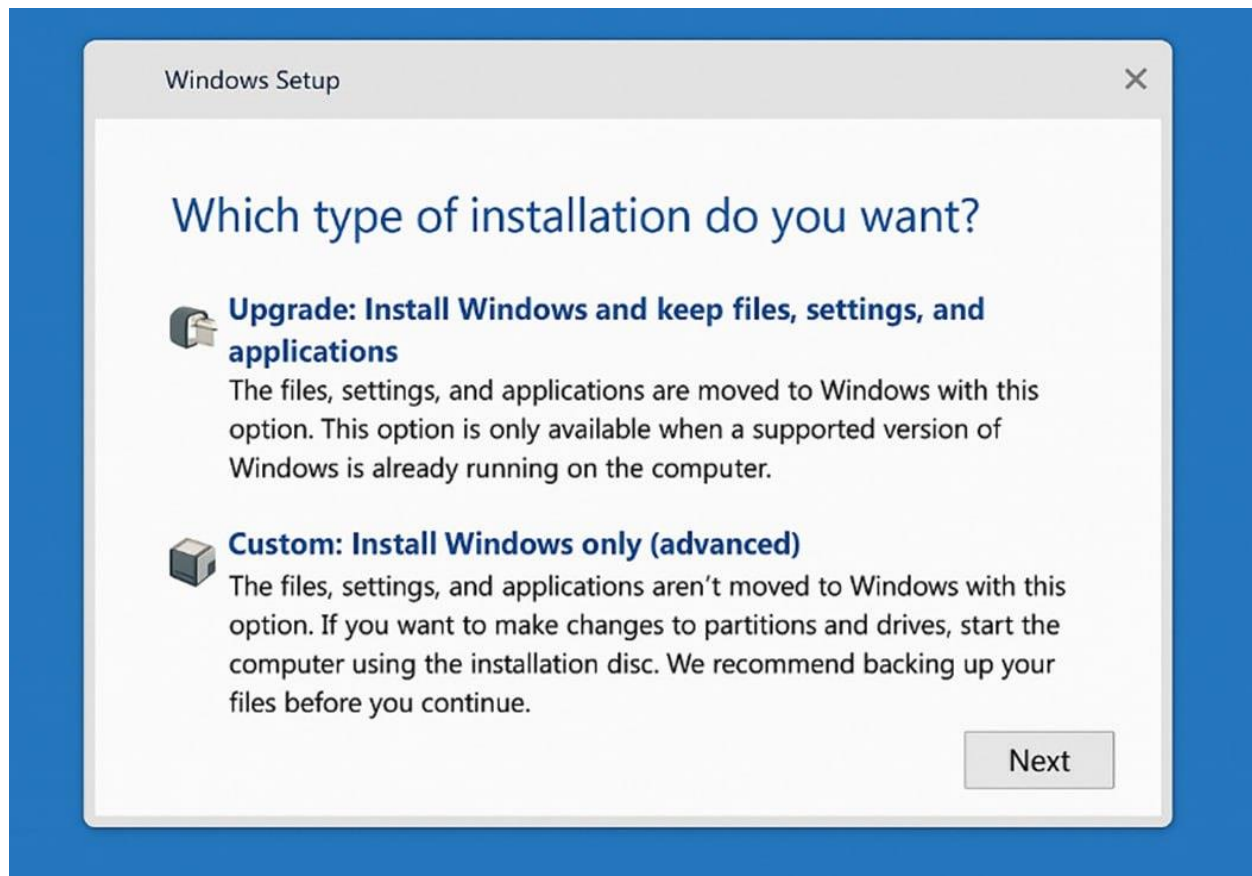 Windows Setup
Which type of installation do you want?
Upgrade: Install Windows and keep files, settings, and
applications
The files, settings, and applications are moved to Windows with this
option. This option is only available when a supported version of
Windows is already running on the computer.
Custom: Install Windows only (advanced)
The files, settings, and applications aren’t moved to Windows with this
option. If you want to make changes to partitions and drives, start the
computer using the installation disc. We recommend backing up your
files before you continue.
Next